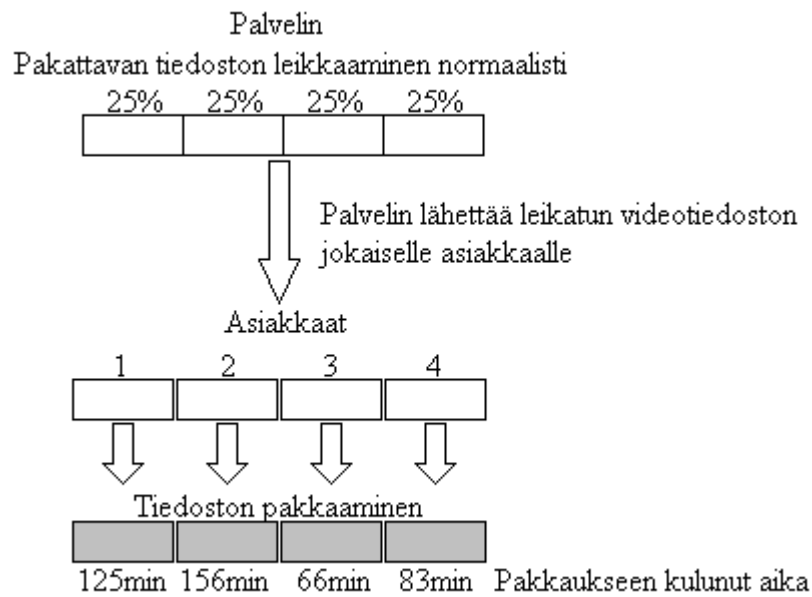 Palvelin
Pakattavan tiedoston leikkaaminen normaalisti
25% 25% 25% 25%
Palvelin lähettää leikatun videotiedoston
jokaiselle asiakkaalle
Asiakkaat
1 2 3 4
Tiedoston pakkaaminen
125min 156min 66min 83min Pakkaukseen kulunut aika